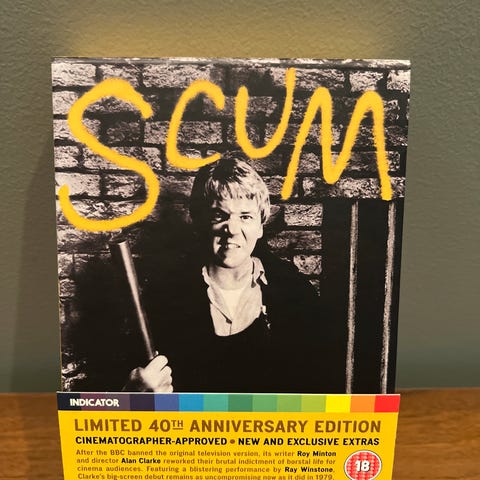 SCUM
INDICATOR
LIMITED 40TH ANNIVERSARY EDITION
CINEMATOGRAPHER-APPROVED • NEW AND EXCLUSIVE EXTRAS
After the BBC banned the original television version, its writer Roy Minton
and director Alan Clarke reworked their brutal indictment of borstal life for
cinema audiences. Featuring a blistering performance by Ray Winstone,
Clarke's big-screen debut remains as uncompromising now as it did in 1979.
18